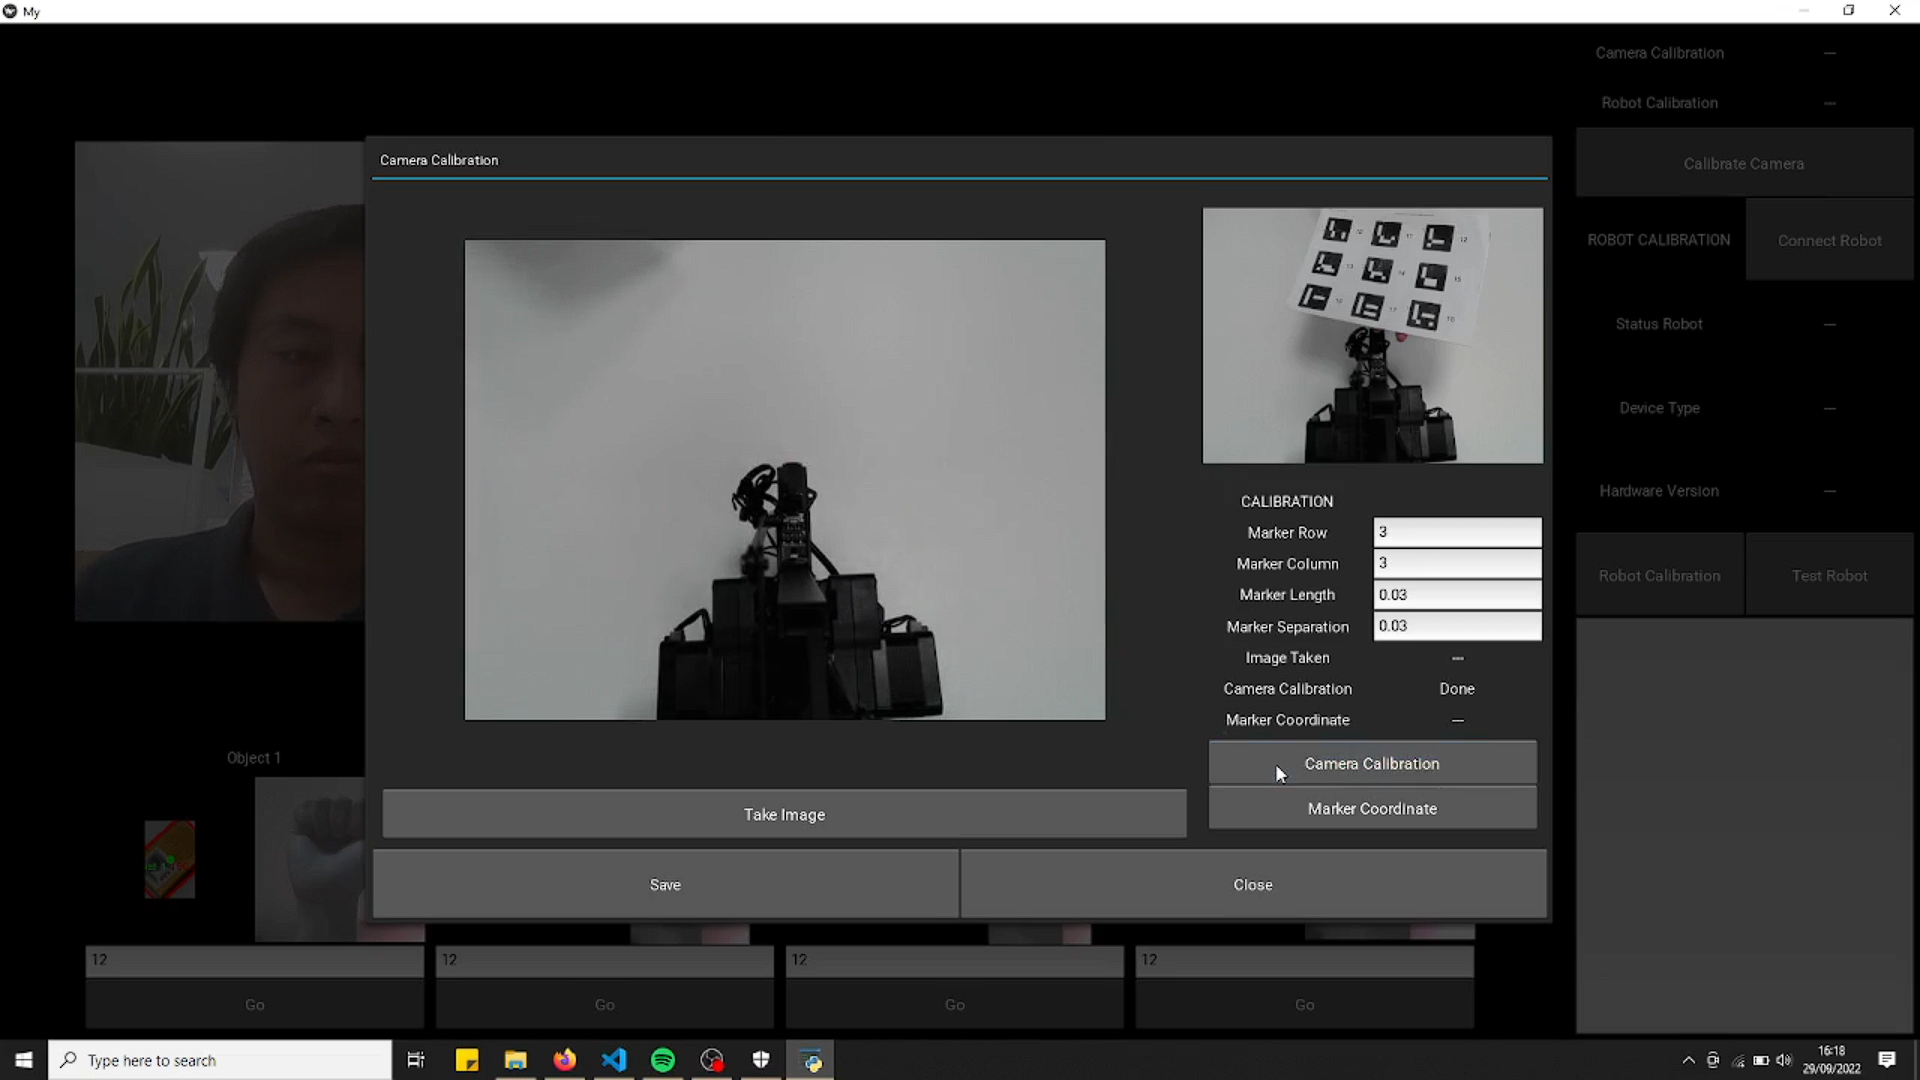 My
Camera Calibration —
Robot Calibration —
Calibrate Camera
ROBOT CALIBRATION
Connect Robot
Status Robot —
Device Type —
Hardware Version —
Robot Calibration
Test Robot
Camera Calibration
CALIBRATION
Marker Row 3
Marker Column 3
Marker Length 0.03
Marker Separation 0.03
Image Taken —
Camera Calibration Done
Marker Coordinate —
Camera Calibration
Marker Coordinate
Take Image
Save
Close
Object 1
12 12 12 12
Go Go Go Go
Type here to search
16:18
29/09/2022